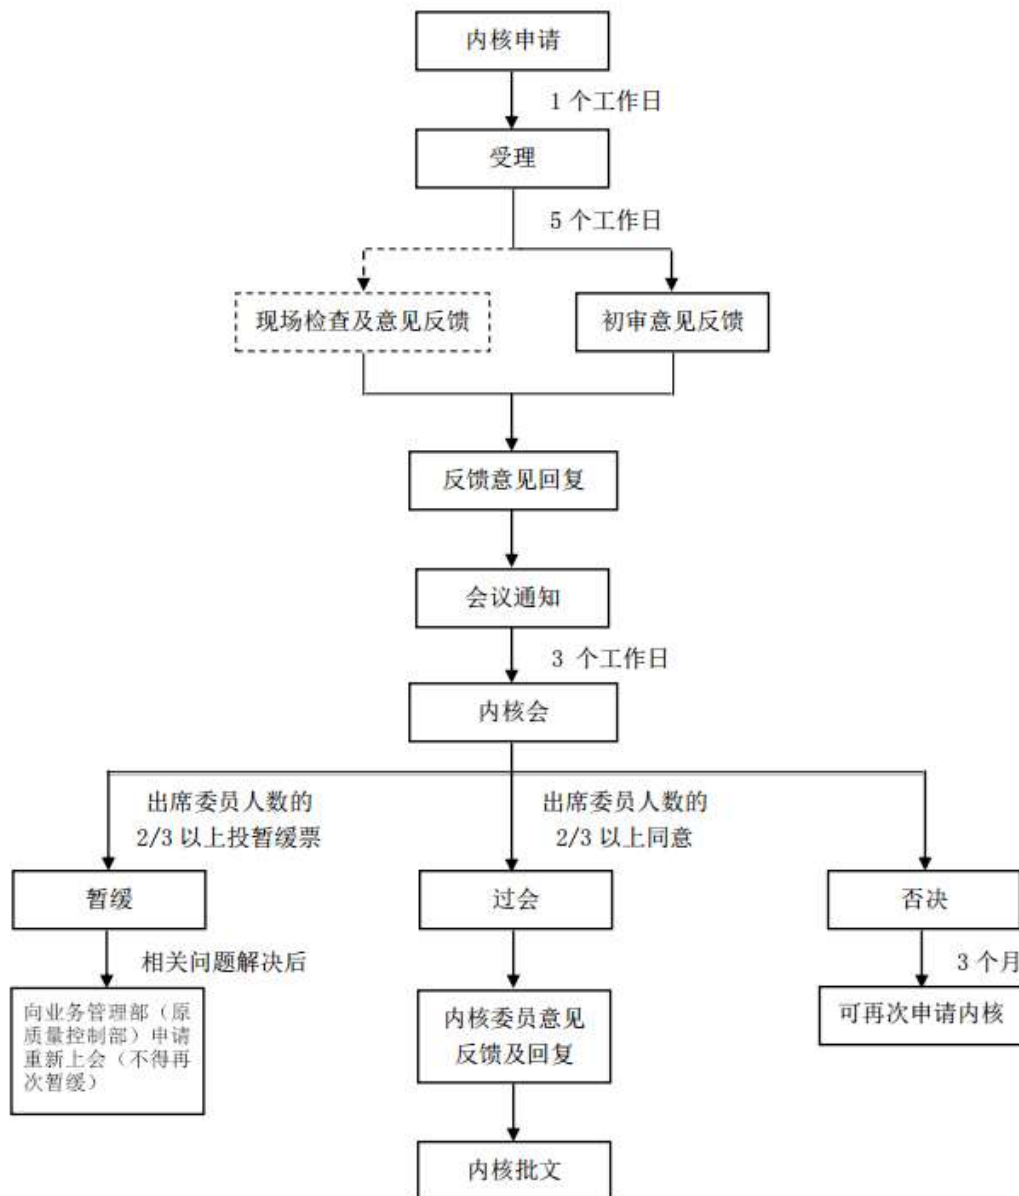 内核申请
1 个工作日
受理
5 个工作日
现场检查及意见反馈
初审意见反馈
反馈意见回复
会议通知
3 个工作日
内核会
出席委员人数的
2/3 以上投暂缓票
出席委员人数的
2/3 以上同意
暂缓
过会
否决
相关问题解决后
3 个月
向业务管理部（原
质量控制部）申请
重新上会（不得再
次暂缓）
内核委员意见
反馈及回复
可再次申请内核
内核批文